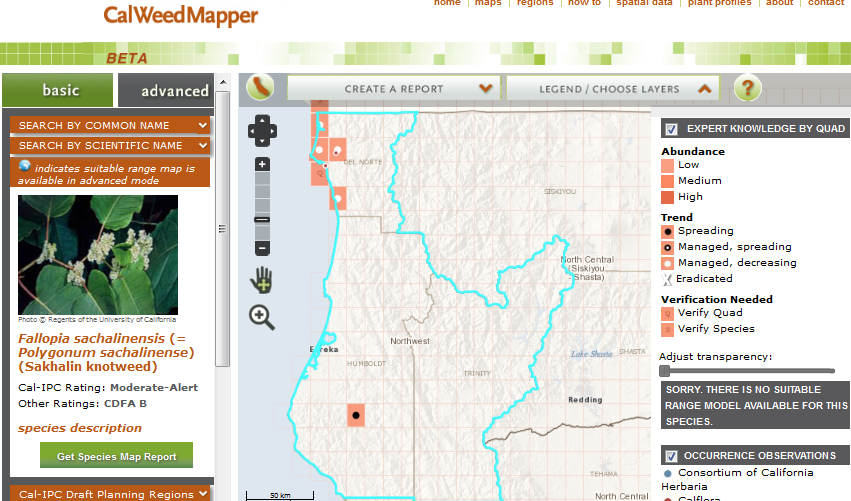 CalWeedMapper
home | maps | regions | how to | spatial data | plant profiles | about | contact
BETA
basic
advanced
CREATE A REPORT
LEGEND / CHOOSE LAYERS
?
SEARCH BY COMMON NAME
SEARCH BY SCIENTIFIC NAME
indicates suitable range map is
available in advanced mode
Photo © Regents of the University of California
Fallopia sachalinensis (=
Polygonum sachalinense)
(Sakhalin knotweed)
Cal-IPC Rating: Moderate-Alert
Other Ratings: CDFA B
species description
Get Species Map Report
Cal-IPC Draft Planning Regions
DEL NORTE
Q
SISKIYOU
North Central
(Siskiyou
- Shasta)
Northwest
Eureka
HUMBOLDT
TRINITY
Lake Shasta
SHASTA
Redding
TEHAMA
North Central
50 km
EXPERT KNOWLEDGE BY QUAD
Abundance
Low
Medium
High
Trend
Spreading
Managed, spreading
Managed, decreasing
Eradicated
Verification Needed
Q Verify Quad
S Verify Species
Adjust transparency:
SORRY. THERE IS NO SUITABLE
RANGE MODEL AVAILABLE FOR THIS
SPECIES.
OCCURRENCE OBSERVATIONS
Consortium of California
Herbaria
Calflora